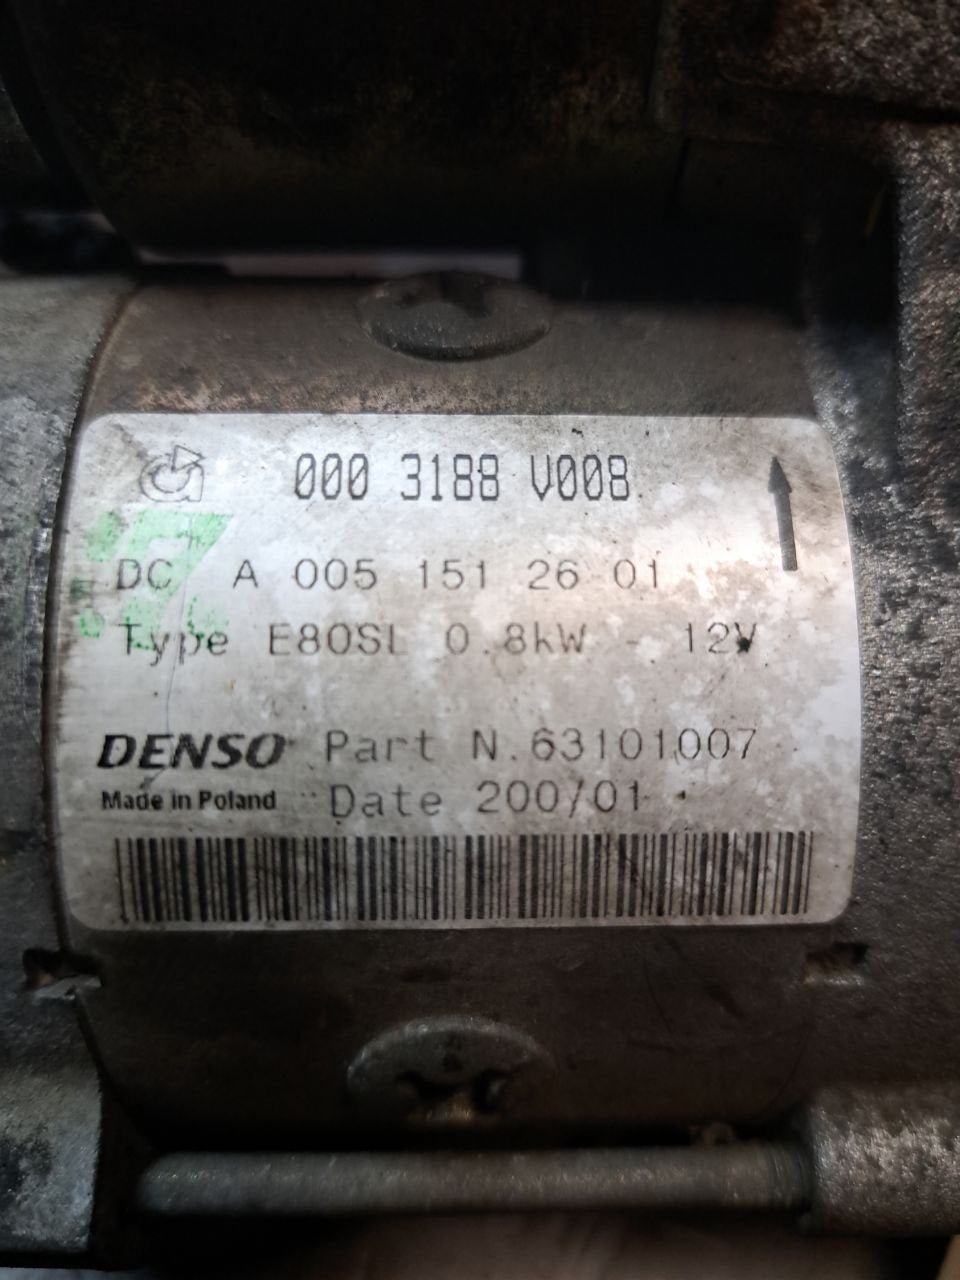 000 3188 V008
DC A 005 151 26 01
Type E80SL 0.8kW - 12V
DENSO Part N.63101007
Made in Poland Date 200/01